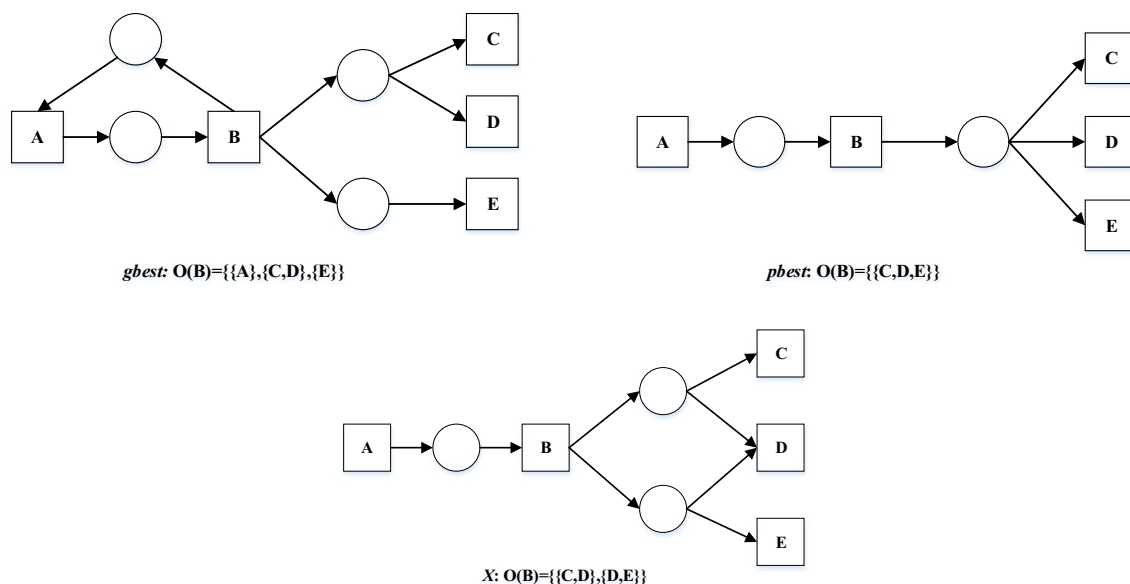 A
B
C
D
E
gbest: O(B)={{A},{C,D},{E}}
A
B
C
D
E
pbest: O(B)={{C,D,E}}
A
B
C
D
E
X: O(B)={{C,D},{D,E}}